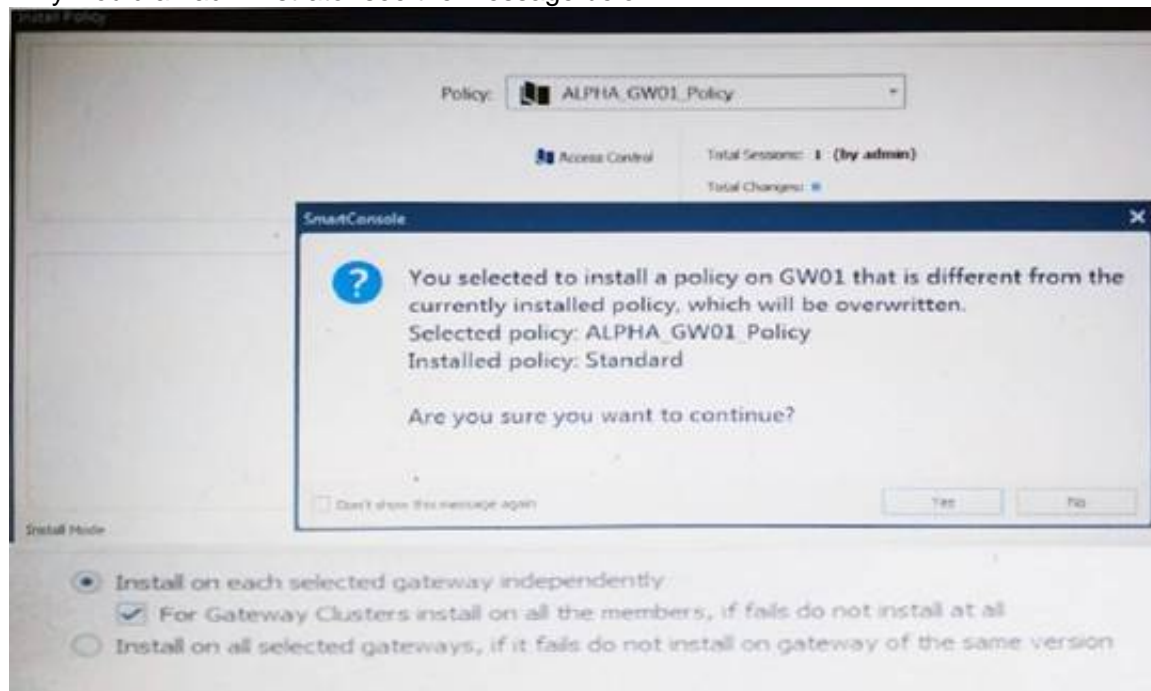 Install Policy
Policy: ALPHA_GW01_Policy
Access Control
Total Sessions: 1 (by admin)
Total Changes:
SmartConsole
You selected to install a policy on GW01 that is different from the
currently installed policy, which will be overwritten.
Selected policy: ALPHA_GW01_Policy
Installed policy: Standard
Are you sure you want to continue?
Don't show this message again
Yes No
Install Mode
Install on each selected gateway independently
For Gateway Clusters install on all the members, if fails do not install at all
Install on all selected gateways, if it fails do not install on gateway of the same version